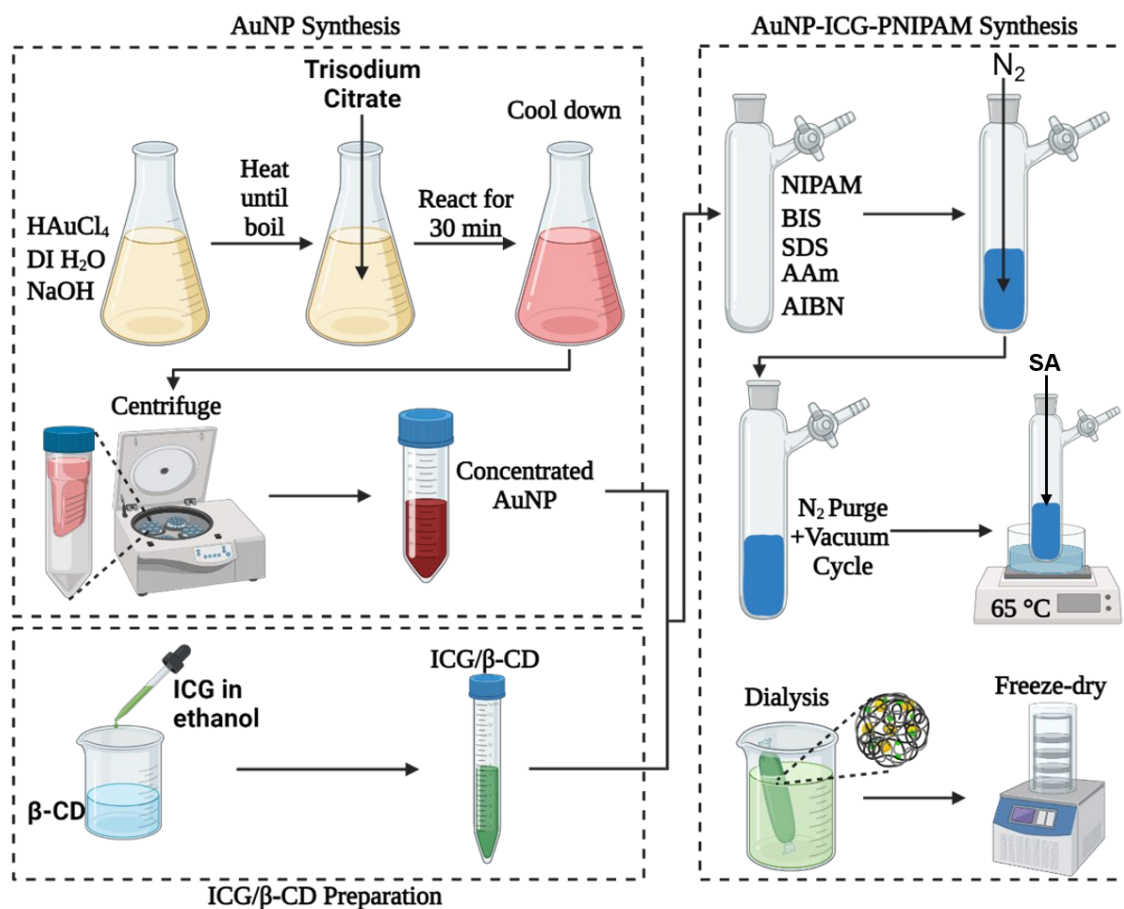 AuNP Synthesis
Trisodium
Citrate
Cool down
Heat
until
boil
React for
30 min
HAuCl₄
DI H₂O
NaOH
Centrifuge
Concentrated
AuNP
ICG/β-CD
ICG in
ethanol
β-CD
ICG/β-CD Preparation
AuNP-ICG-PNIPAM Synthesis
N₂
NIPAM
BIS
SDS
AAm
AIBN
SA
N₂ Purge
+Vacuum
Cycle
65 °C
Dialysis
Freeze-dry